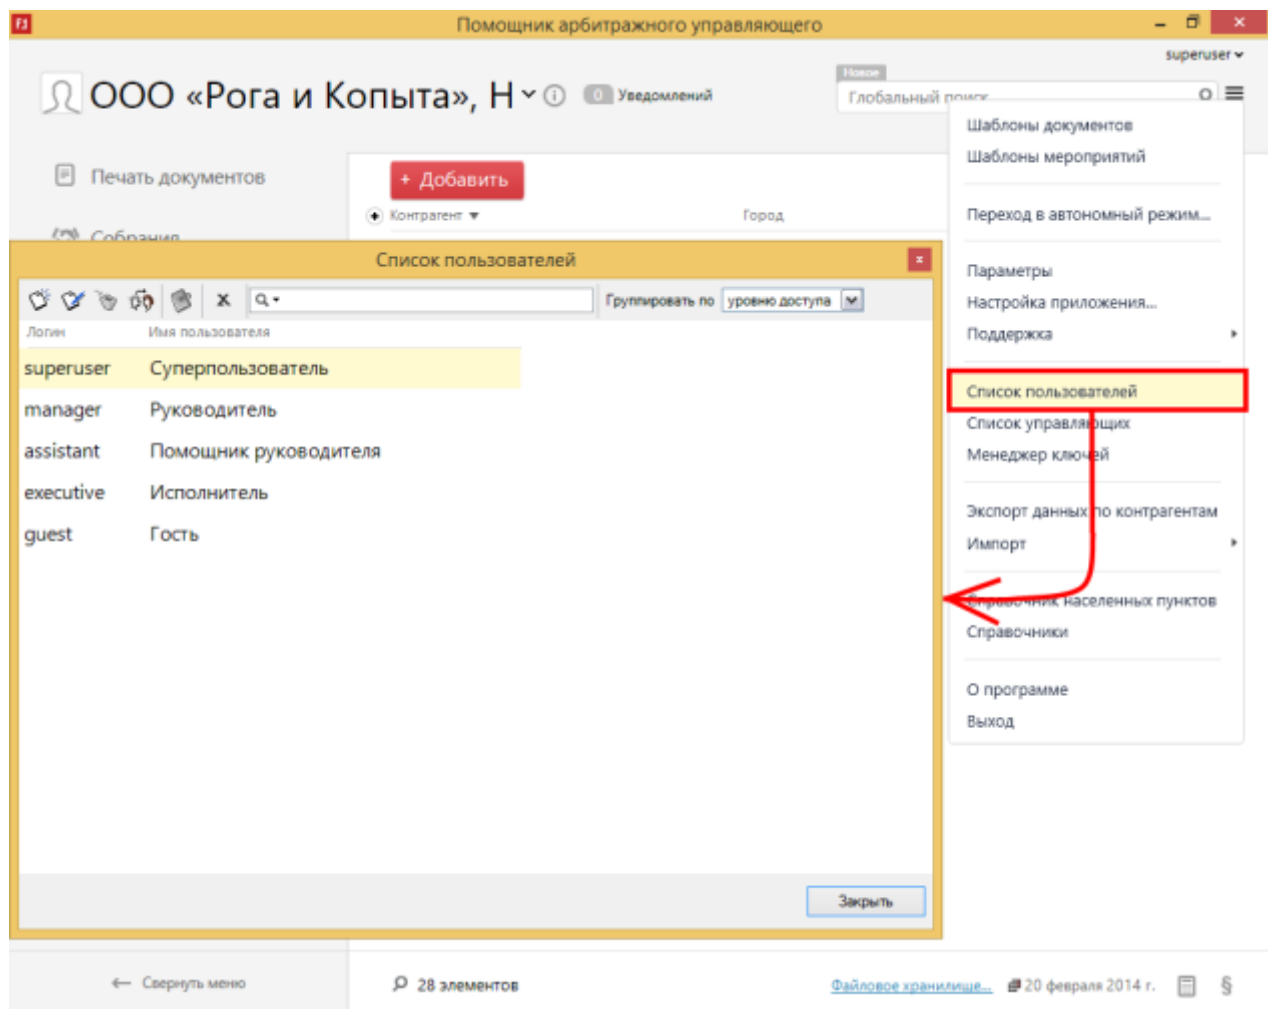 Помощник арбитражного управляющего
superuser
ООО «Рога и Копыта», Н
0 Уведомлений
Новое
Глобальный поиск
Шаблоны документов
Шаблоны мероприятий
Переход в автономный режим...
Параметры
Настройка приложения...
Поддержка
Список пользователей
Список управляющих
Менеджер ключей
Экспорт данных по контрагентам
Импорт
Справочник населенных пунктов
Справочники
О программе
Выход
Печать документов
Собрания
+ Добавить
Контрагент
Город
Список пользователей
Группировать по уровню доступа
Логин Имя пользователя
superuser Суперпользователь
manager Руководитель
assistant Помощник руководителя
executive Исполнитель
guest Гость
Закрыть
Свернуть меню
28 элементов
Файловое хранилище...
20 февраля 2014 г.
§